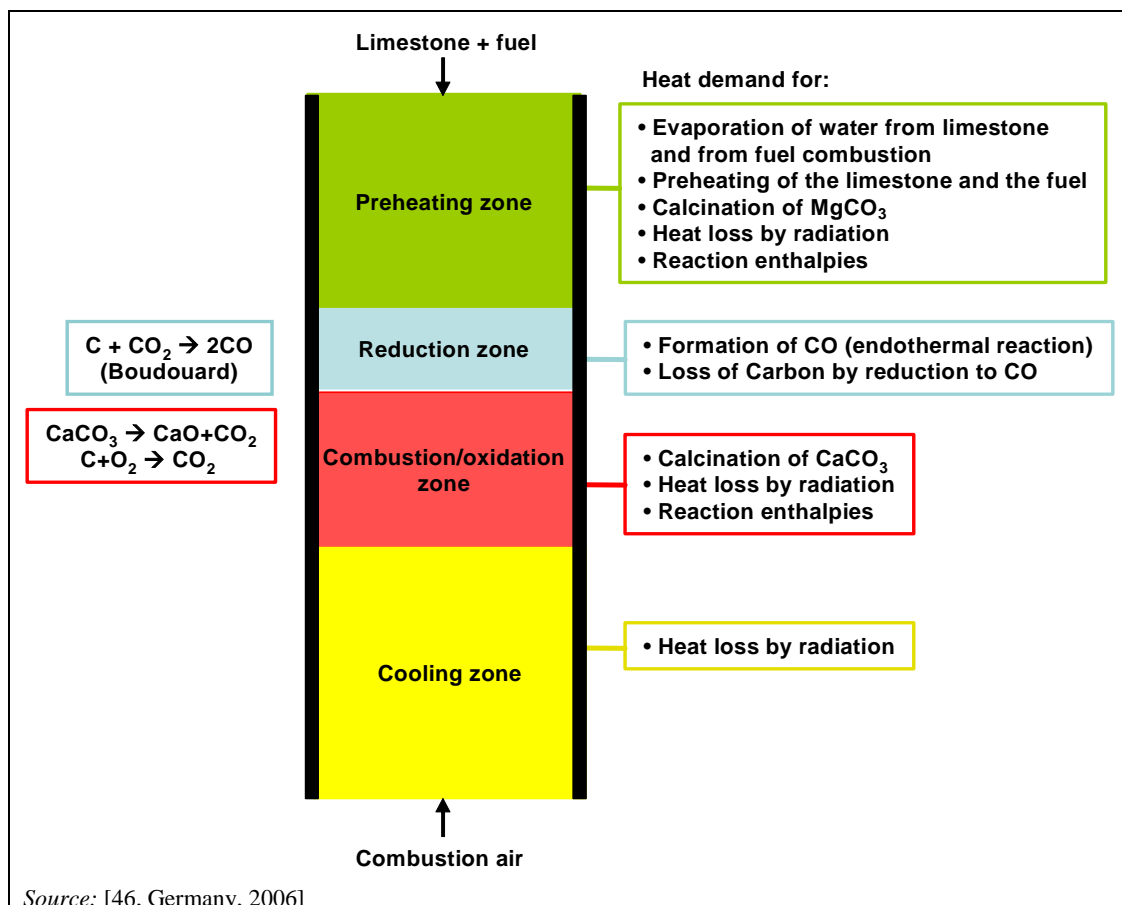 Limestone + fuel
Heat demand for:
• Evaporation of water from limestone
and from fuel combustion
• Preheating of the limestone and the fuel
• Calcination of MgCO₃
• Heat loss by radiation
• Reaction enthalpies
Preheating zone
C + CO₂ → 2CO
(Boudouard)
Reduction zone
• Formation of CO (endothermal reaction)
• Loss of Carbon by reduction to CO
CaCO₃ → CaO+CO₂
C+O₂ → CO₂
Combustion/oxidation
zone
• Calcination of CaCO₃
• Heat loss by radiation
• Reaction enthalpies
Cooling zone
• Heat loss by radiation
Combustion air
Source: [46, Germany, 2006]